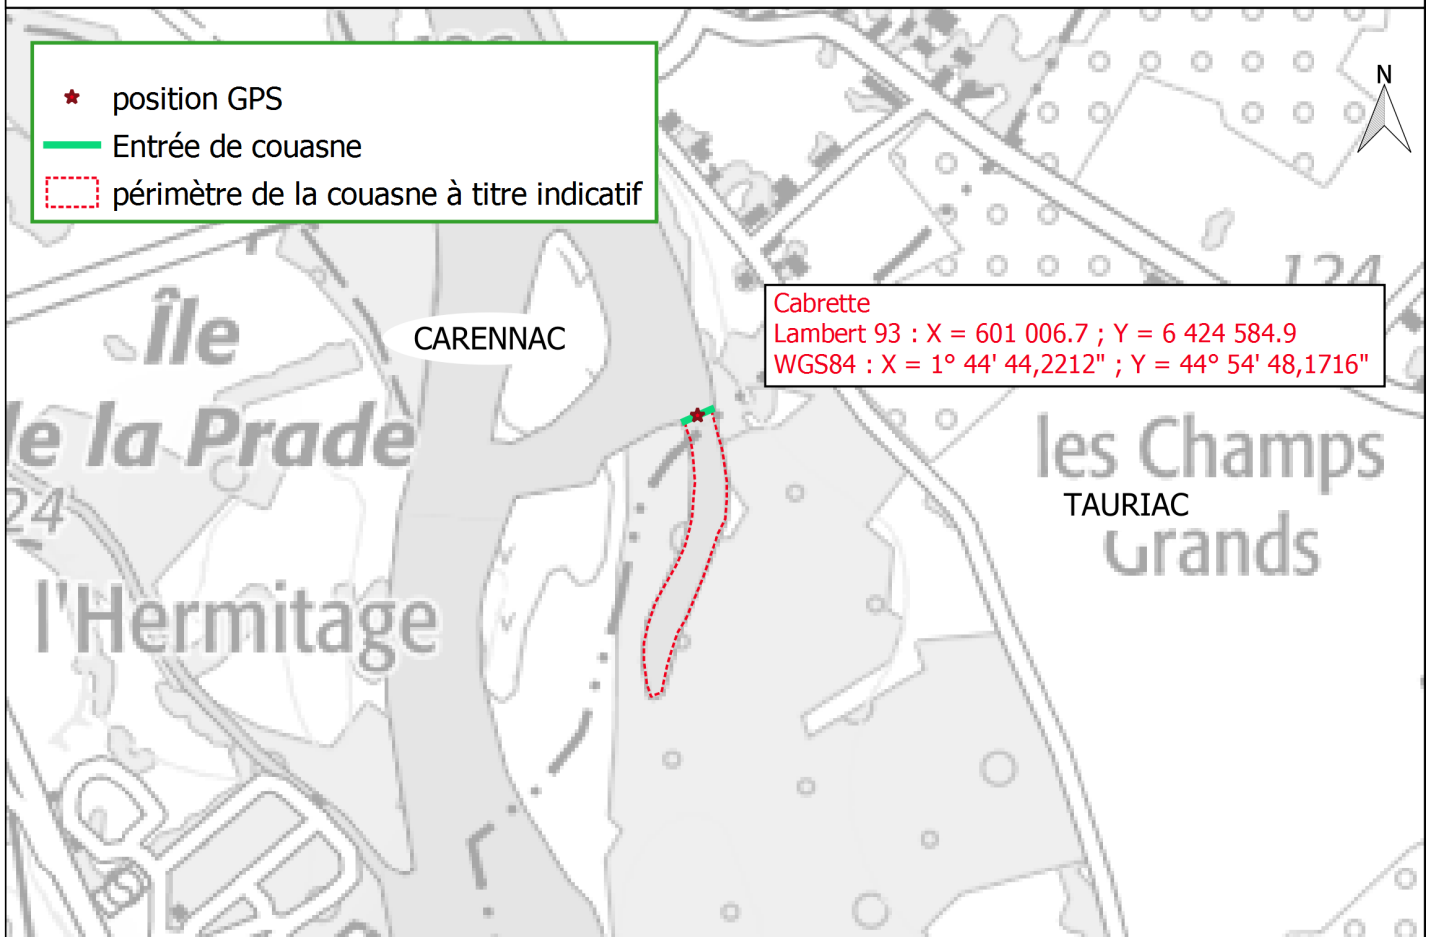 position GPS
Entrée de couasne
périmètre de la couasne à titre indicatif
N
124
Cabrette
Lambert 93 : X = 601 006.7 ; Y = 6 424 584.9
WGS84 : X = 1° 44' 44,2212" ; Y = 44° 54' 48,1716"
Île
CARENNAC
e la Prade
24
les Champs
TAURIAC
Grands
l'Hermitage